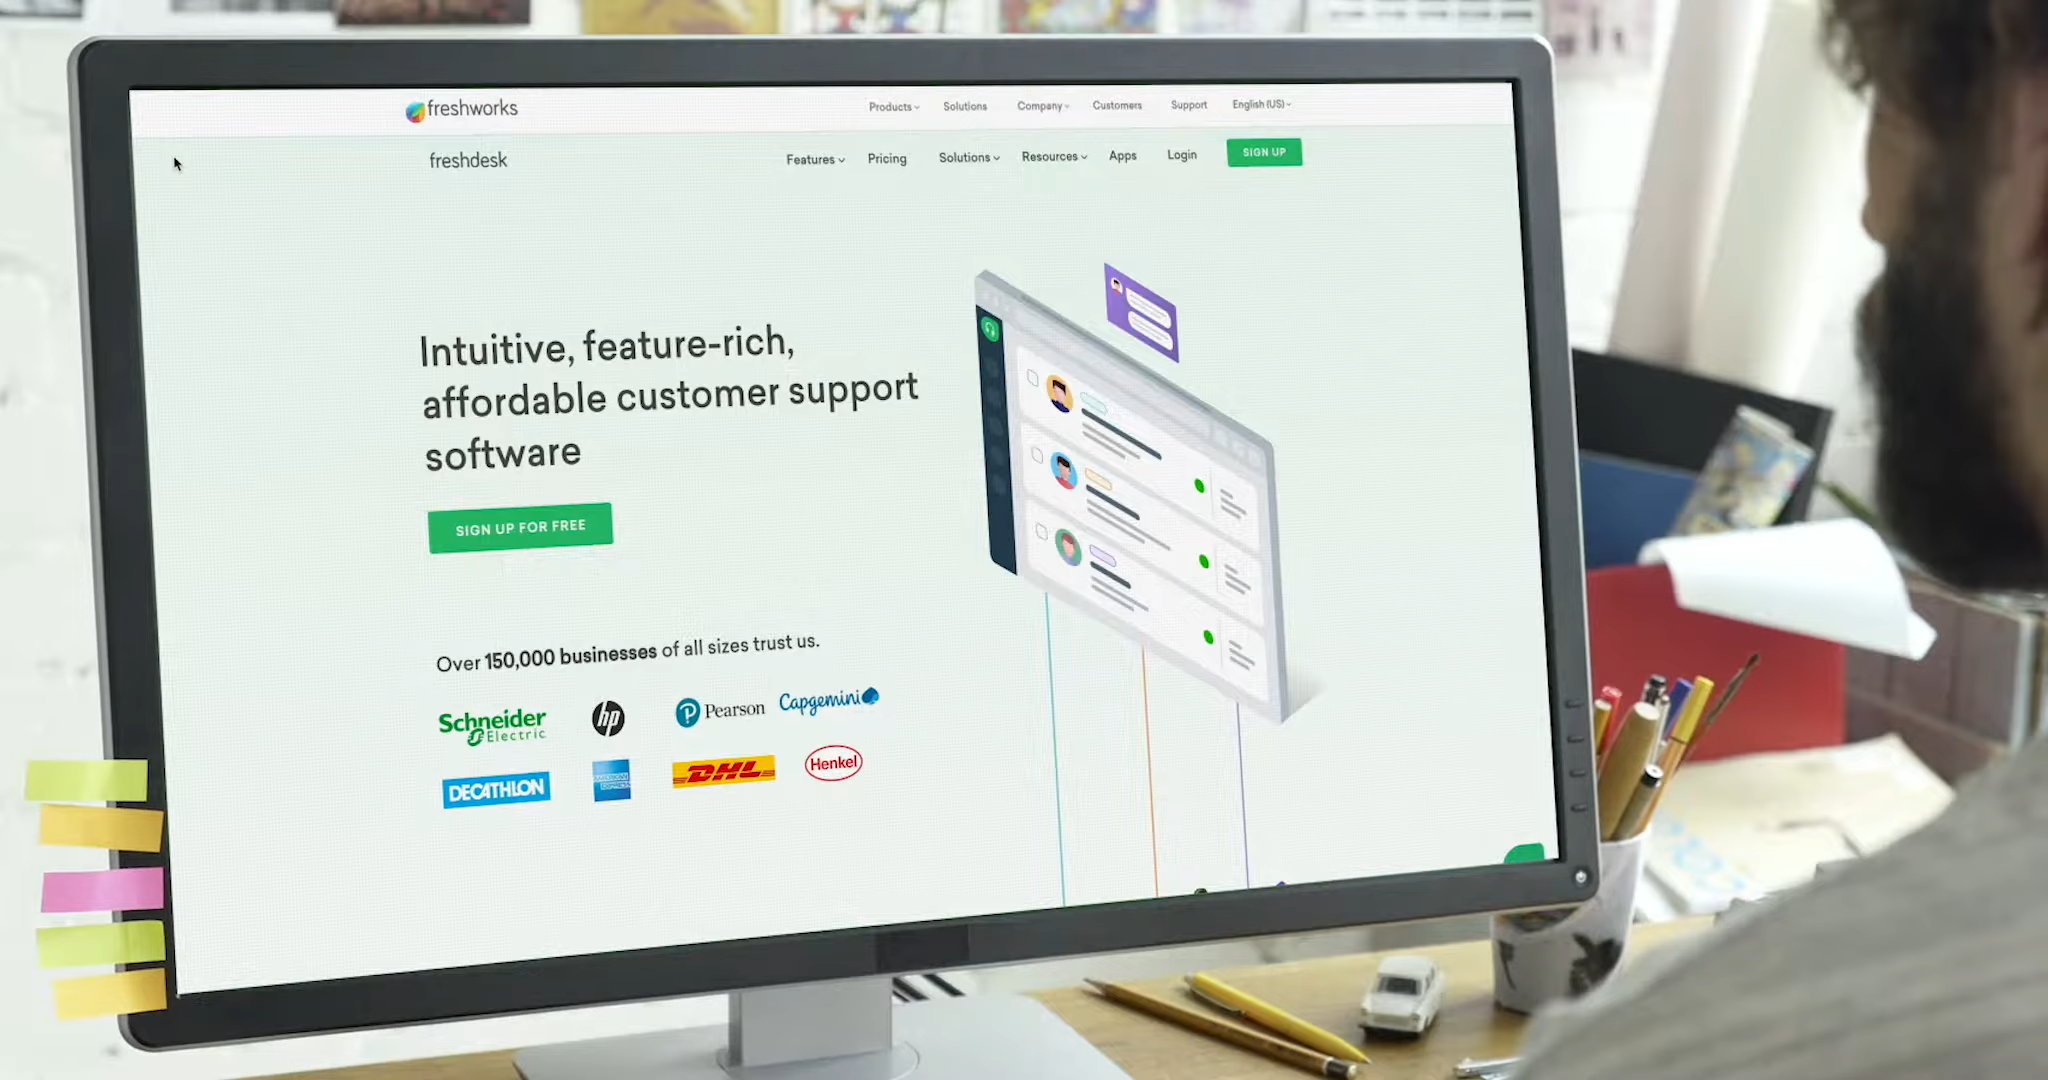 freshworks
Products Solutions Company Customers Support English (US)
freshdesk
Features Pricing Solutions Resources Apps Login SIGN UP
Intuitive, feature-rich,
affordable customer support
software
SIGN UP FOR FREE
Over 150,000 businesses of all sizes trust us.
Schneider
Electric
hp
Pearson
Capgemini
DECATHLON
AMERICAN
EXPRESS
DHL
Henkel